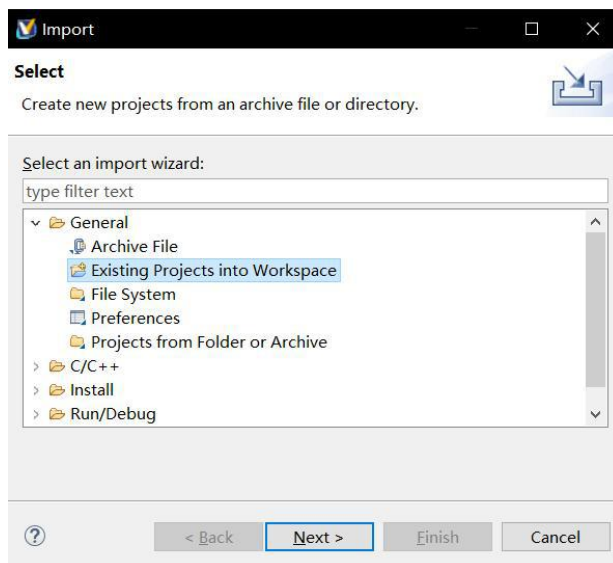 Import
Select
Create new projects from an archive file or directory.
Select an import wizard:
type filter text
General
Archive File
Existing Projects into Workspace
File System
Preferences
Projects from Folder or Archive
C/C++
Install
Run/Debug
? < Back Next > Finish Cancel